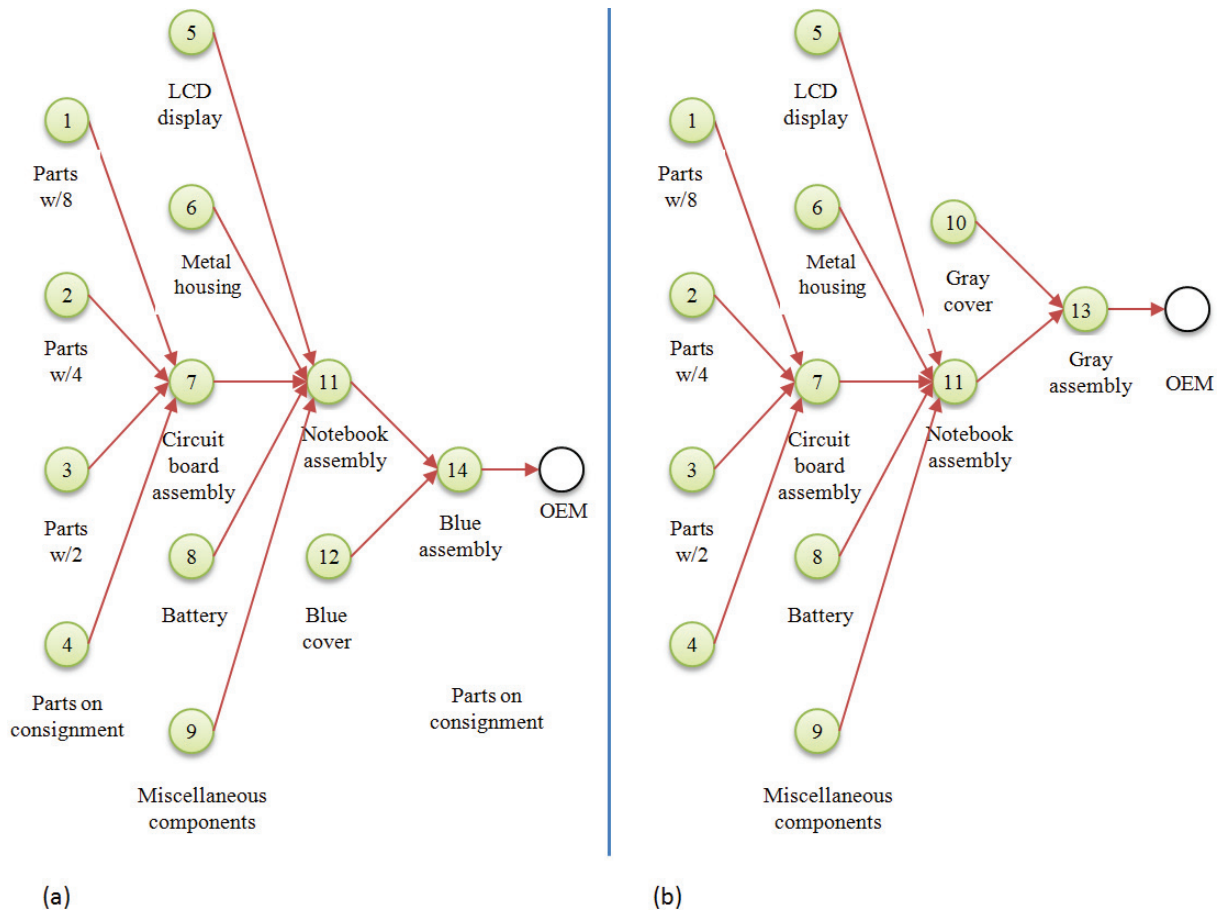 5
LCD
display
1
Parts
w/8
6
Metal
housing
2
Parts
w/4
7
Circuit
board
assembly
11
Notebook
assembly
3
Parts
w/2
14
Blue
assembly
OEM
8
Battery
12
Blue
cover
4
Parts on
consignment
Parts on
consignment
9
Miscellaneous
components
(a)
5
LCD
display
1
Parts
w/8
6
Metal
housing
10
Gray
cover
2
Parts
w/4
13
Gray
assembly
OEM
7
Circuit
board
assembly
11
Notebook
assembly
3
Parts
w/2
8
Battery
4
9
Miscellaneous
components
(b)